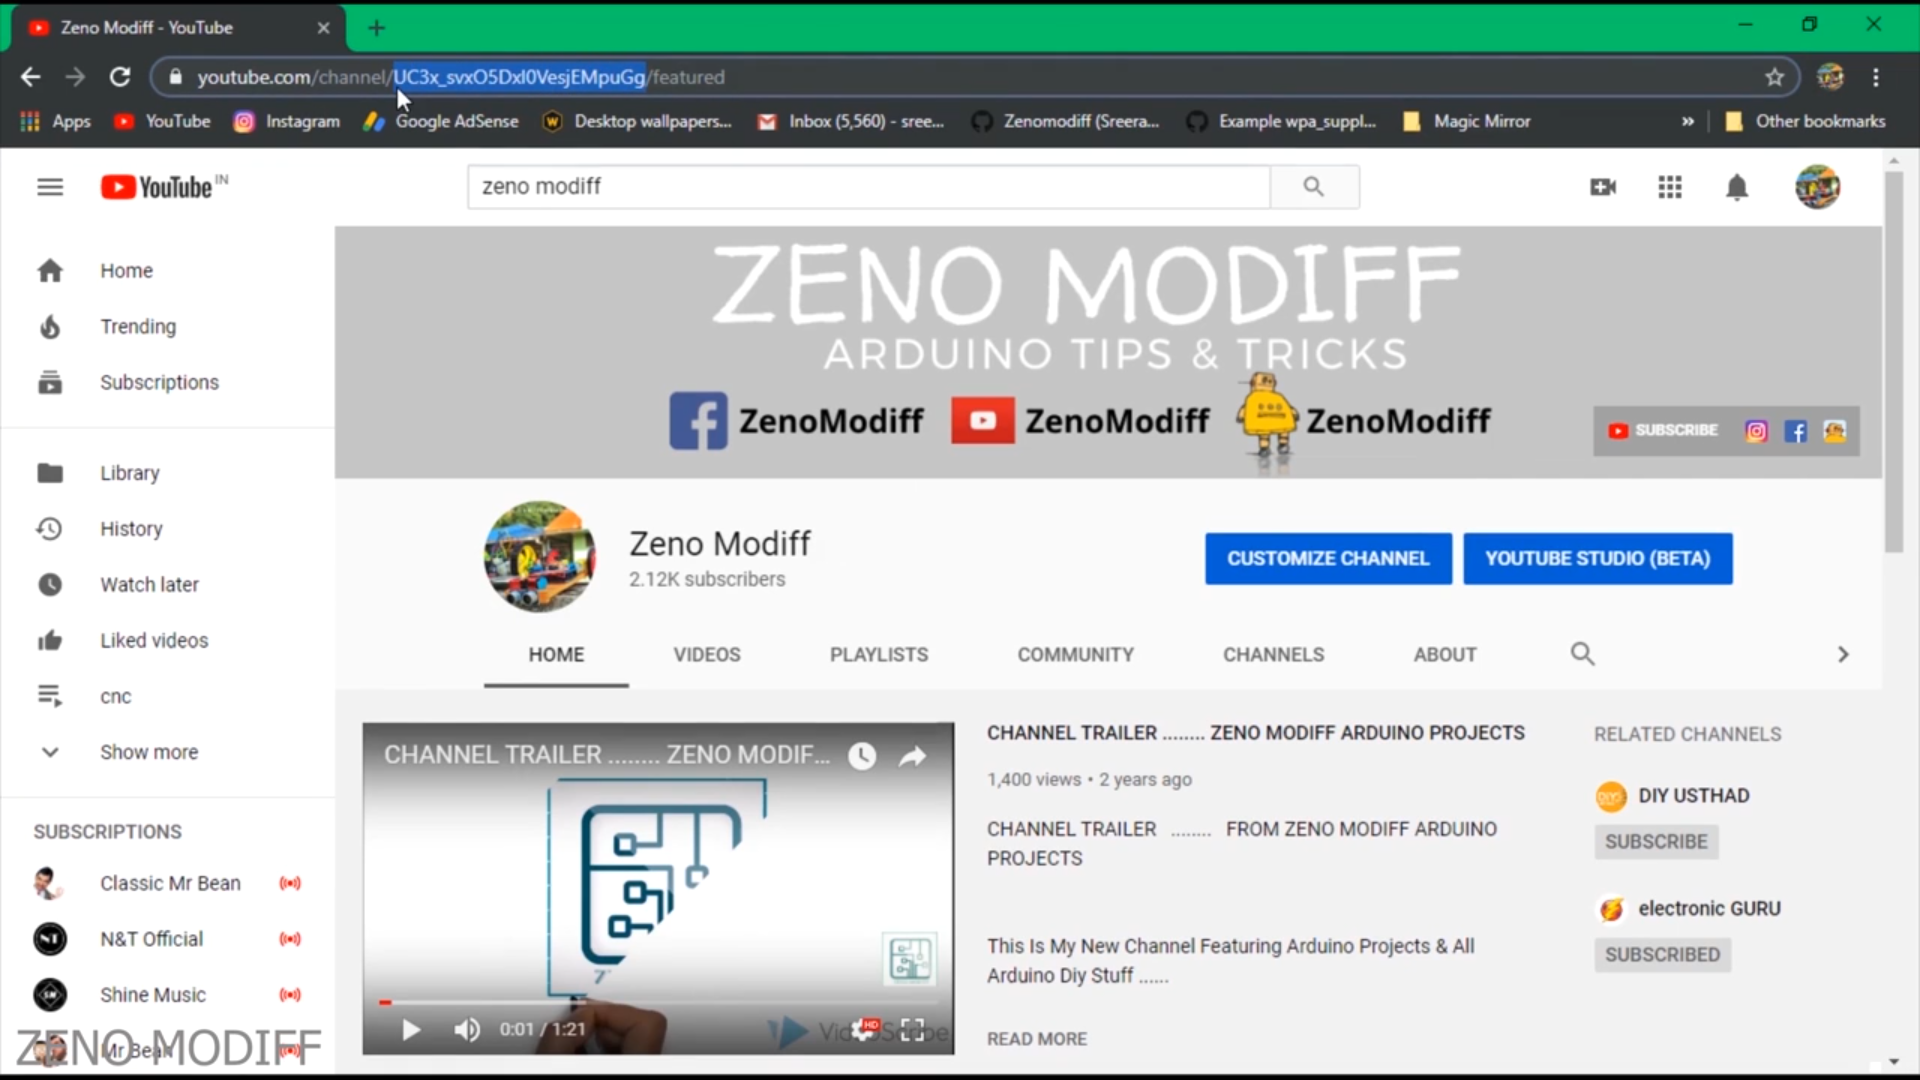 Zeno Modiff - YouTube
youtube.com/channel/UC3x_svxO5DxI0VesjEMpuGg/featured
Apps YouTube Instagram Google AdSense Desktop wallpapers... Inbox (5,560) - sree... Zenomodiff (Sreera... Example wpa_suppl... Magic Mirror » Other bookmarks
YouTube IN
zeno modiff
Home
Trending
Subscriptions
Library
History
Watch later
Liked videos
cnc
Show more
SUBSCRIPTIONS
Classic Mr Bean
N&T Official
Shine Music
Mr Bean
ZENO MODIFF
ZENO MODIFF
ARDUINO TIPS & TRICKS
ZenoModiff ZenoModiff ZenoModiff
SUBSCRIBE
Zeno Modiff
2.12K subscribers
CUSTOMIZE CHANNEL YOUTUBE STUDIO (BETA)
HOME VIDEOS PLAYLISTS COMMUNITY CHANNELS ABOUT
CHANNEL TRAILER ........ ZENO MODIF...
0:01 / 1:21
HD
CHANNEL TRAILER ........ ZENO MODIFF ARDUINO PROJECTS
1,400 views • 2 years ago
CHANNEL TRAILER ........ FROM ZENO MODIFF ARDUINO
PROJECTS
This Is My New Channel Featuring Arduino Projects & All
Arduino Diy Stuff ......
READ MORE
RELATED CHANNELS
DIY USTHAD
SUBSCRIBE
electronic GURU
SUBSCRIBED